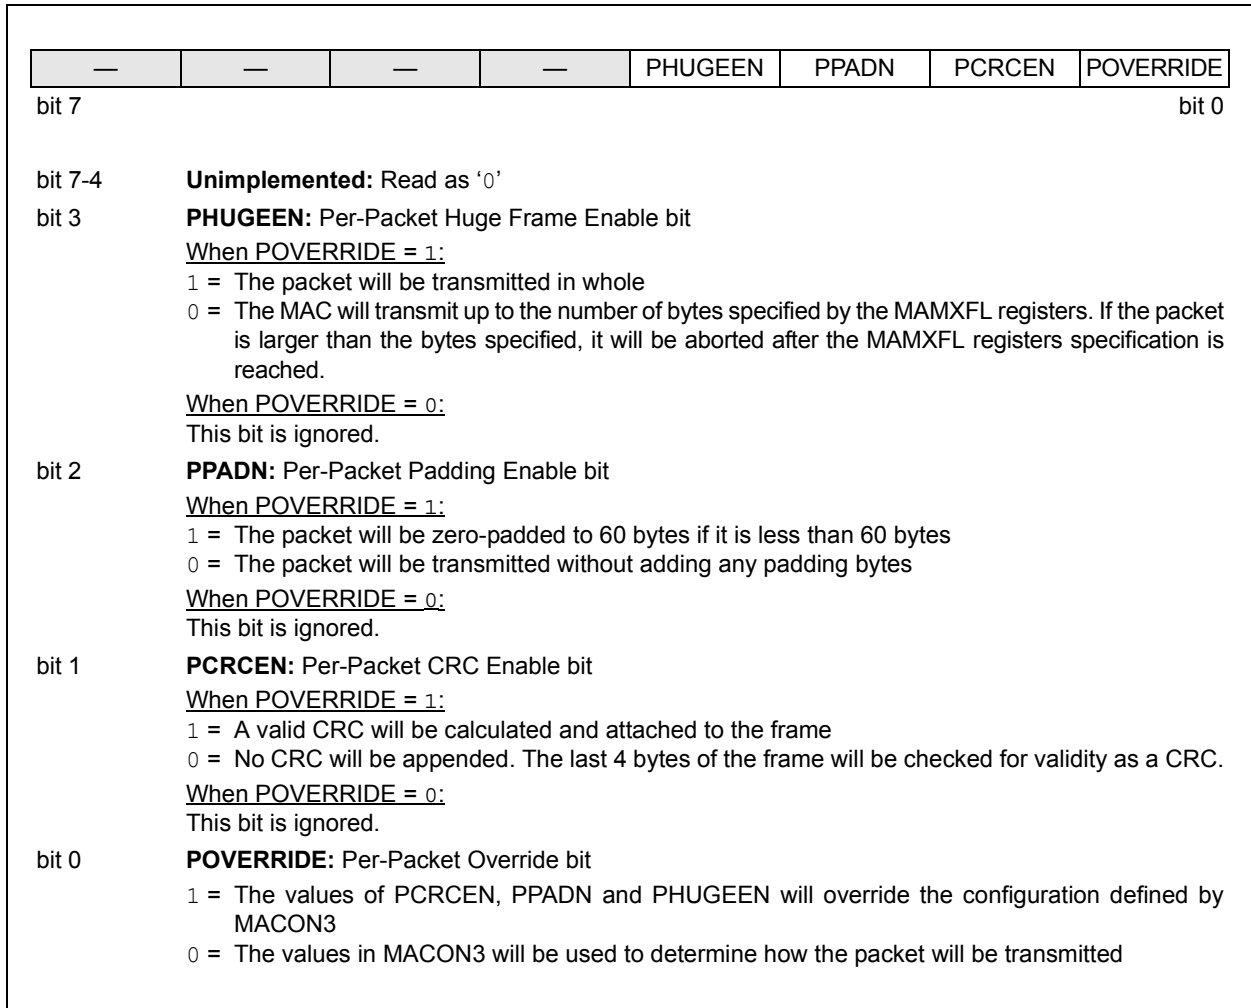 — — — — PHUGEEN PPADN PCRCEN POVERRIDE
bit 7 bit 0
bit 7-4 Unimplemented: Read as ‘0’
bit 3 PHUGEEN: Per-Packet Huge Frame Enable bit
When POVERRIDE = 1:
1 = The packet will be transmitted in whole
0 = The MAC will transmit up to the number of bytes specified by the MAMXFL registers. If the packet
is larger than the bytes specified, it will be aborted after the MAMXFL registers specification is
reached.
When POVERRIDE = 0:
This bit is ignored.
bit 2 PPADN: Per-Packet Padding Enable bit
When POVERRIDE = 1:
1 = The packet will be zero-padded to 60 bytes if it is less than 60 bytes
0 = The packet will be transmitted without adding any padding bytes
When POVERRIDE = 0:
This bit is ignored.
bit 1 PCRCEN: Per-Packet CRC Enable bit
When POVERRIDE = 1:
1 = A valid CRC will be calculated and attached to the frame
0 = No CRC will be appended. The last 4 bytes of the frame will be checked for validity as a CRC.
When POVERRIDE = 0:
This bit is ignored.
bit 0 POVERRIDE: Per-Packet Override bit
1 = The values of PCRCEN, PPADN and PHUGEEN will override the configuration defined by
MACON3
0 = The values in MACON3 will be used to determine how the packet will be transmitted